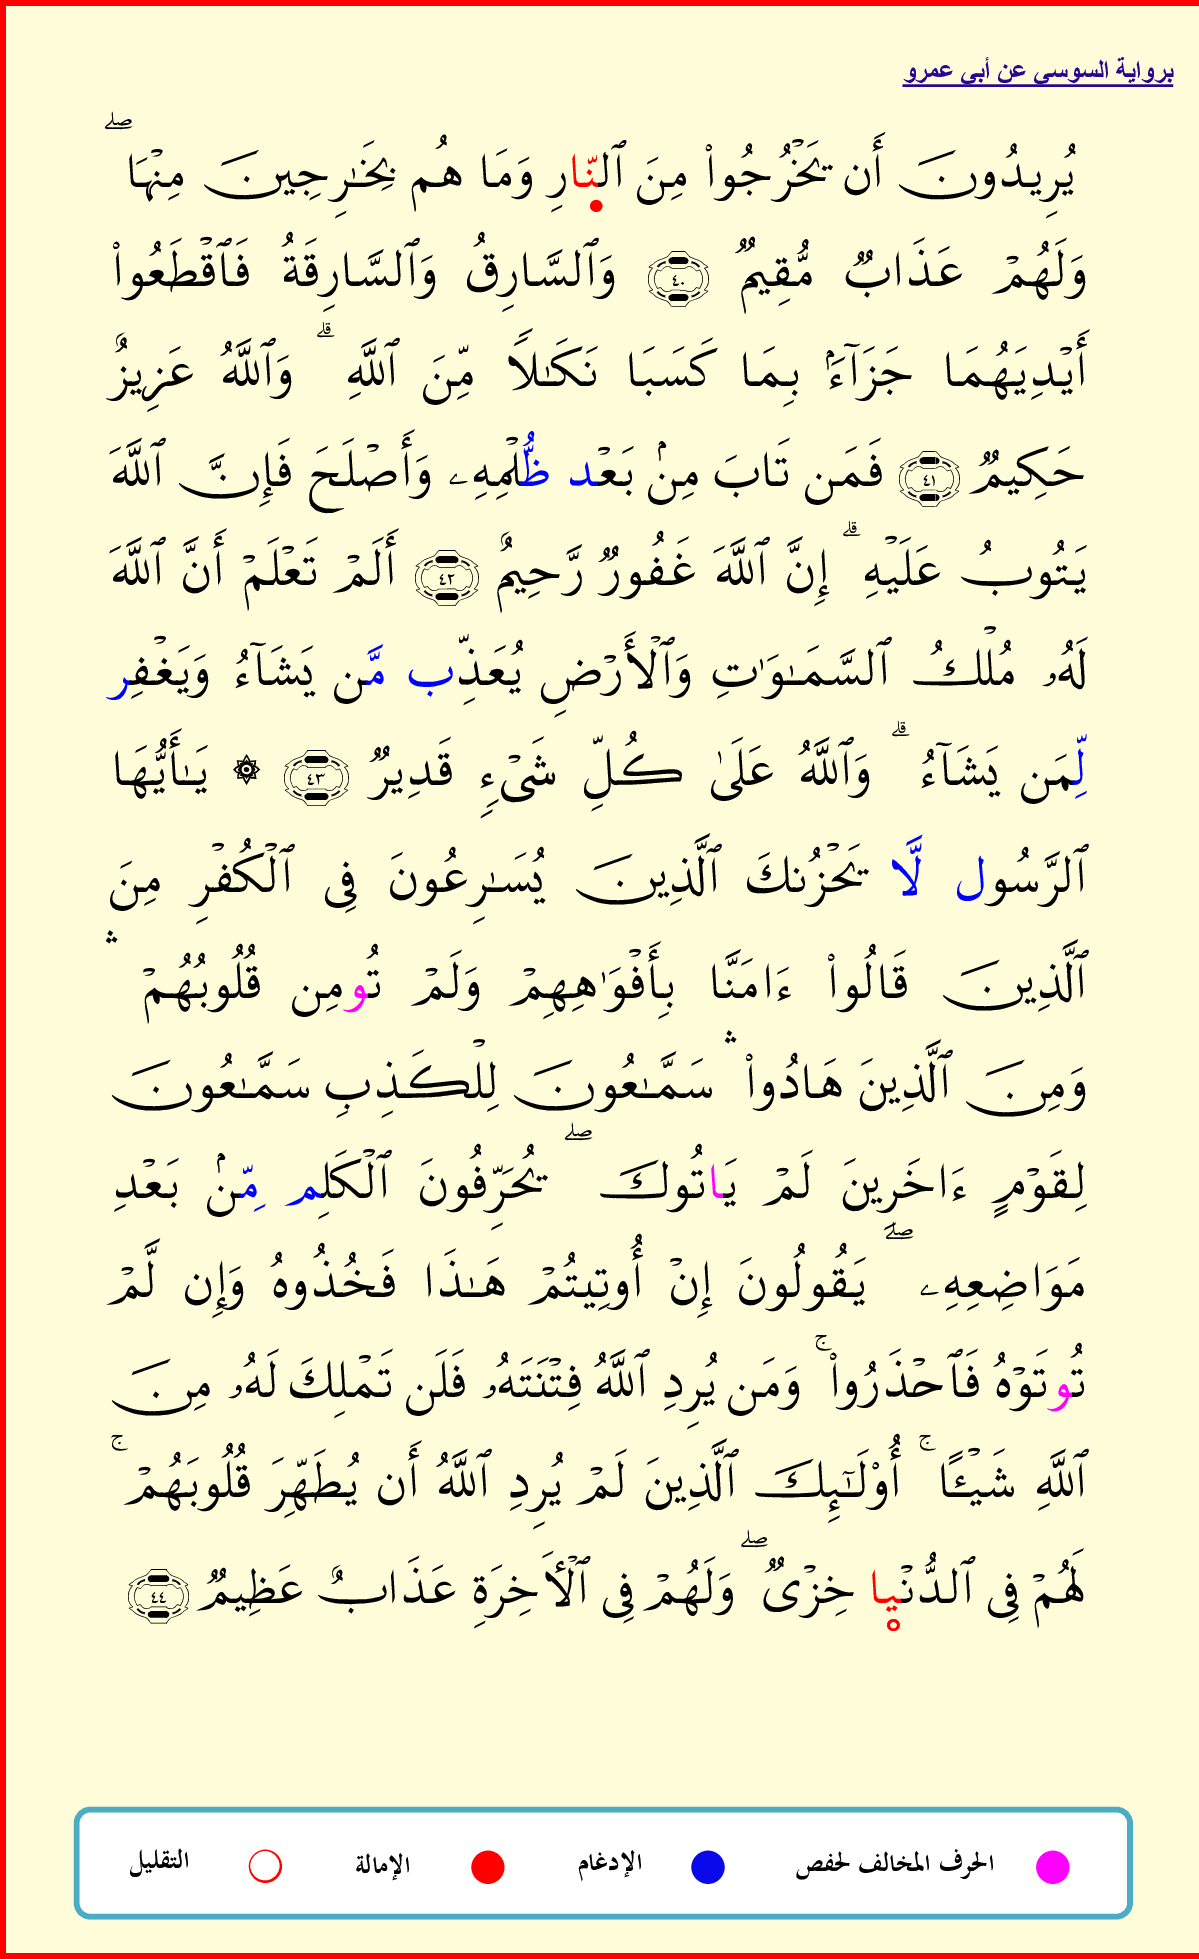 برواية السوسي عن أبي عمرو
يُرِيدُونَ أَن يَخْرُجُواْ مِنَ ٱلنّارِ وَمَا هُم بِخَٰرِجِينَ مِنْهَا ۖ
وَلَهُمْ عَذَابٌ مُّقِيمٌ ٤٠ وَٱلسَّارِقُ وَٱلسَّارِقَةُ فَٱقْطَعُواْ
أَيْدِيَهُمَا جَزَآءَۢ بِمَا كَسَبَا نَكَٰلاً مِّنَ ٱللَّهِ ۗ وَٱللَّهُ عَزِيزٌ
حَكِيمٌ ٤١ فَمَن تَابَ مِنۢ بَعْد ظُّلْمِهِۦ وَأَصْلَحَ فَإِنَّ ٱللَّهَ
يَتُوبُ عَلَيْهِ ۗ إِنَّ ٱللَّهَ غَفُورٌ رَّحِيمٌ ٤٢ أَلَمْ تَعْلَمْ أَنَّ ٱللَّهَ
لَهُۥ مُلْكُ ٱلسَّمَٰوَٰتِ وَٱلْأَرْضِ يُعَذِّب مَّن يَشَآءُ وَيَغْفِر
لِّمَن يَشَآءُ ۗ وَٱللَّهُ عَلَىٰ كُلِّ شَىْءٍ قَدِيرٌ ٤٣ ۞ يَٰأَيُّهَا
ٱلرَّسُول لَّا يَحْزُنكَ ٱلَّذِينَ يُسَٰرِعُونَ فِى ٱلْكُفْرِ مِنَ
ٱلَّذِينَ قَالُواْ ءَامَنَّا بِأَفْوَٰهِهِمْ وَلَمْ تُومِن قُلُوبُهُمْ ۛ
وَمِنَ ٱلَّذِينَ هَادُواْ ۛ سَمَّٰعُونَ لِلْكَذِبِ سَمَّٰعُونَ
لِقَوْمٍ ءَاخَرِينَ لَمْ يَاتُوكَ ۖ يُحَرِّفُونَ ٱلْكَلِم مِّنۢ بَعْدِ
مَوَاضِعِهِۦ ۖ يَقُولُونَ إِنْ أُوتِيتُمْ هَٰذَا فَخُذُوهُ وَإِن لَّمْ
تُوتَوْهُ فَٱحْذَرُواْ ۚ وَمَن يُرِدِ ٱللَّهُ فِتْنَتَهُۥ فَلَن تَمْلِكَ لَهُۥ مِنَ
ٱللَّهِ شَيْـًٔا ۚ أُوْلَٰٓئِكَ ٱلَّذِينَ لَمْ يُرِدِ ٱللَّهُ أَن يُطَهِّرَ قُلُوبَهُمْ ۚ
لَهُمْ فِى ٱلدُّنْيا خِزْىٌ ۖ وَلَهُمْ فِى ٱلْأَخِرَةِ عَذَابٌ عَظِيمٌ ٤٤
الحرف المخالف لحفص الإدغام الإمالة التقليل